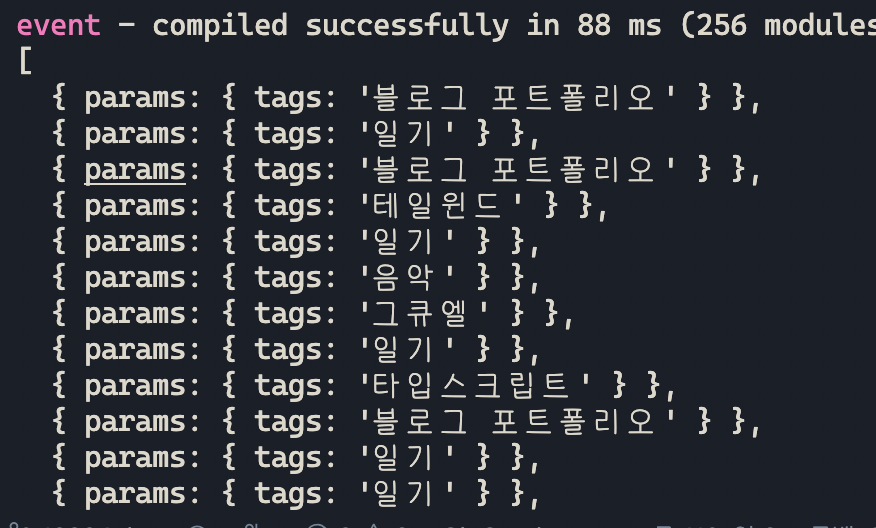 event - compiled successfully in 88 ms (256 modules
[
{ params: { tags: '블로그 포트폴리오' } },
{ params: { tags: '일기' } },
{ params: { tags: '블로그 포트폴리오' } },
{ params: { tags: '테일윈드' } },
{ params: { tags: '일기' } },
{ params: { tags: '음악' } },
{ params: { tags: '그큐엘' } },
{ params: { tags: '일기' } },
{ params: { tags: '타입스크립트' } },
{ params: { tags: '블로그 포트폴리오' } },
{ params: { tags: '일기' } },
{ params: { tags: '일기' } },